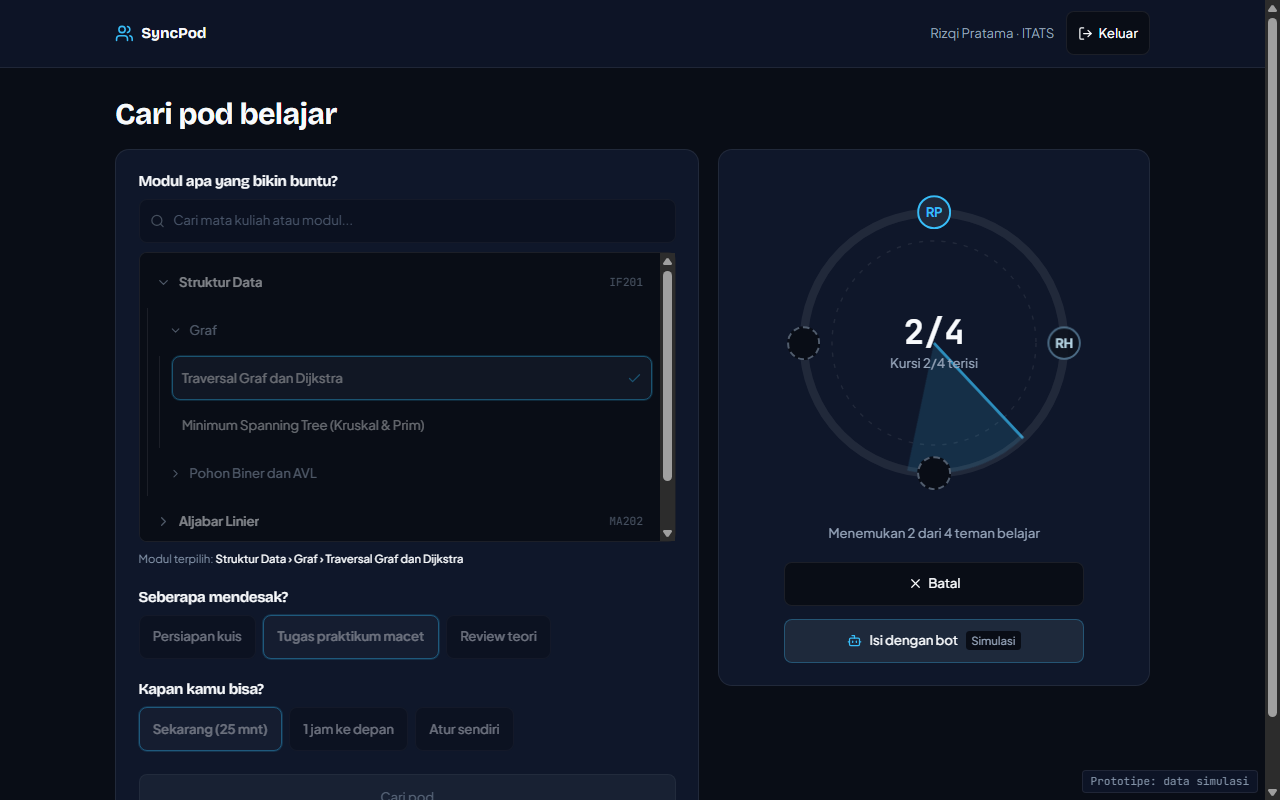 SyncPod
Rizqi Pratama · ITATS
Keluar
Cari pod belajar
Modul apa yang bikin buntu?
Cari mata kuliah atau modul...
Struktur Data IF201
Graf
Traversal Graf dan Dijkstra
Minimum Spanning Tree (Kruskal & Prim)
Pohon Biner dan AVL
Aljabar Linier MA202
Modul terpilih: Struktur Data › Graf › Traversal Graf dan Dijkstra
Seberapa mendesak?
Persiapan kuis
Tugas praktikum macet
Review teori
Kapan kamu bisa?
Sekarang (25 mnt)
1 jam ke depan
Atur sendiri
Cari pod
RP
RH
2/4
Kursi 2/4 terisi
Menemukan 2 dari 4 teman belajar
Batal
Isi dengan bot Simulasi
Prototipe: data simulasi